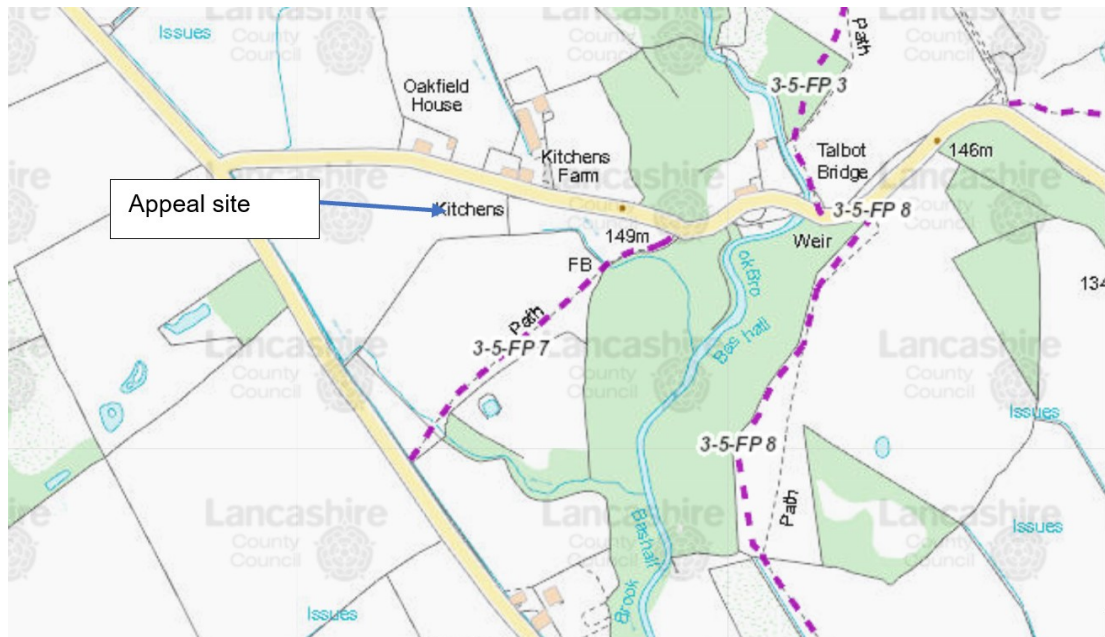 Issues
Lancashire
County
Council
Oakfield
House
Path
3-5-FP 3
Kitchens
Farm
Talbot
Bridge
146m
Appeal site
Kitchens
3-5-FP 8
149m
Weir
FB
okBro
134
Path
Bashall
3-5-FP 7
Issues
3-5-FP 8
Path
Issues
Bashall
Brook
Issues